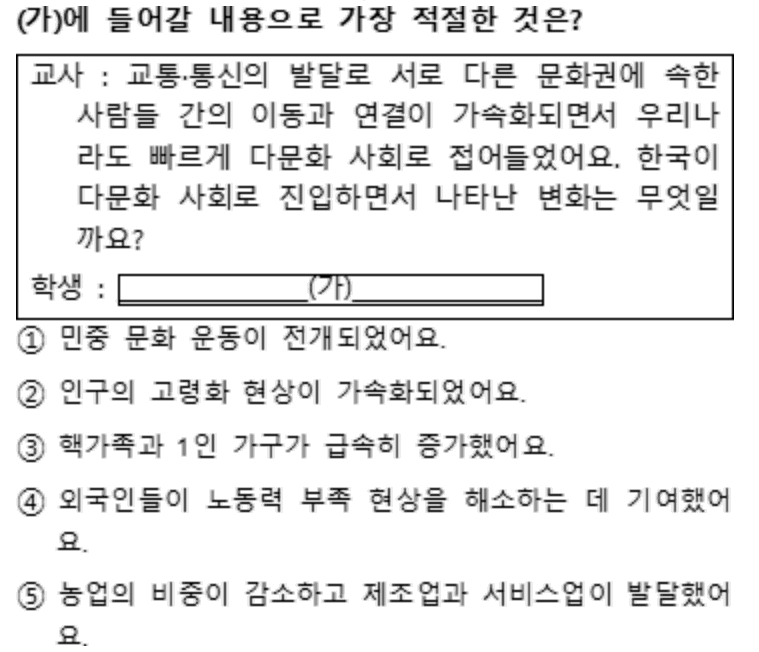 (가)에 들어갈 내용으로 가장 적절한 것은?
교사 : 교통·통신의 발달로 서로 다른 문화권에 속한
사람들 간의 이동과 연결이 가속화되면서 우리나
라도 빠르게 다문화 사회로 접어들었어요. 한국이
다문화 사회로 진입하면서 나타난 변화는 무엇일
까요?
학생 : (가)
① 민중 문화 운동이 전개되었어요.
② 인구의 고령화 현상이 가속화되었어요.
③ 핵가족과 1인 가구가 급속히 증가했어요.
④ 외국인들이 노동력 부족 현상을 해소하는 데 기여했어
요.
⑤ 농업의 비중이 감소하고 제조업과 서비스업이 발달했어
요.